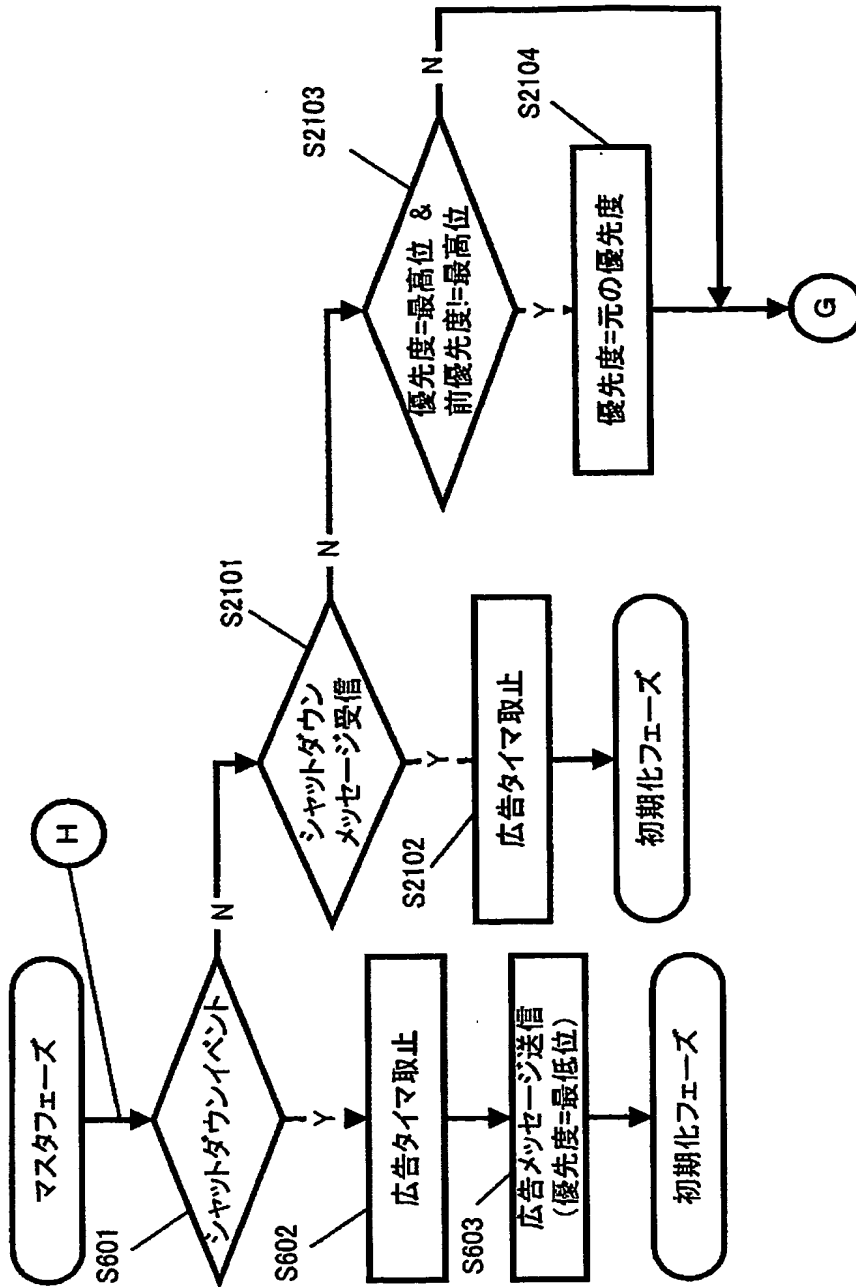 マスタフェーズ
H
S601
シャットダウンイベント
N
Y
S602
広告タイマ取止
S603
広告メッセージ送信
(優先度=最低位)
初期化フェーズ
S2101
シャットダウン
メッセージ受信
N
Y
S2102
広告タイマ取止
初期化フェーズ
S2103
優先度=最高位 &
前優先度!=最高位
N
Y
S2104
優先度=元の優先度
G